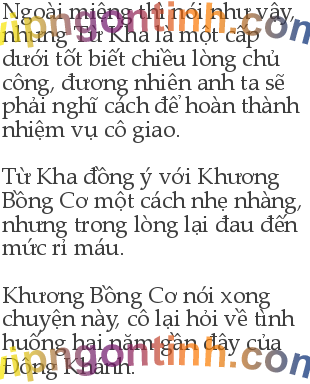 Ngoài miệng thì nói như vậy,
nhưng Từ Kha là một cấp
dưới tốt biết chiều lòng chủ
công, đương nhiên anh ta sẽ
phải nghĩ cách để hoàn thành
nhiệm vụ cô giao.
Từ Kha đồng ý với Khương
Bồng Cơ một cách nhẹ nhàng,
nhưng trong lòng lại đau đến
mức rỉ máu.
Khương Bồng Cơ nói xong
chuyện này, cô lại hỏi về tình
huống hai năm gần đây của
Đông Khánh.
vipngontinh.com